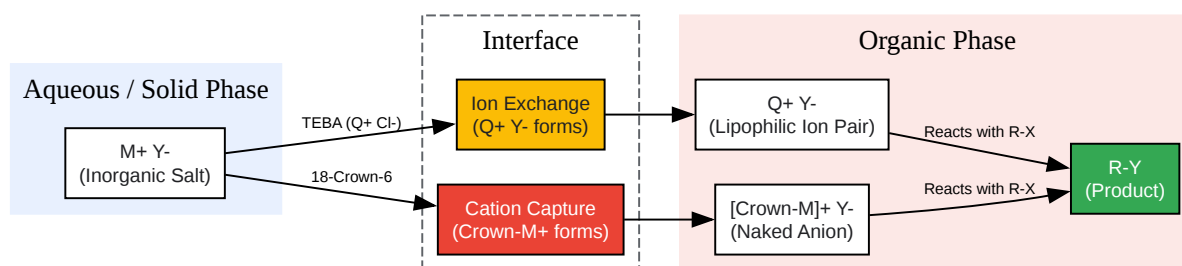 Aqueous / Solid Phase
M+ Y-
(Inorganic Salt)
TEBA (Q+ Cl-)
18-Crown-6
Interface
Ion Exchange
(Q+ Y- forms)
Cation Capture
(Crown-M+ forms)
Organic Phase
Q+ Y-
(Lipophilic Ion Pair)
[Crown-M]+ Y-
(Naked Anion)
Reacts with R-X
Reacts with R-X
R-Y
(Product)